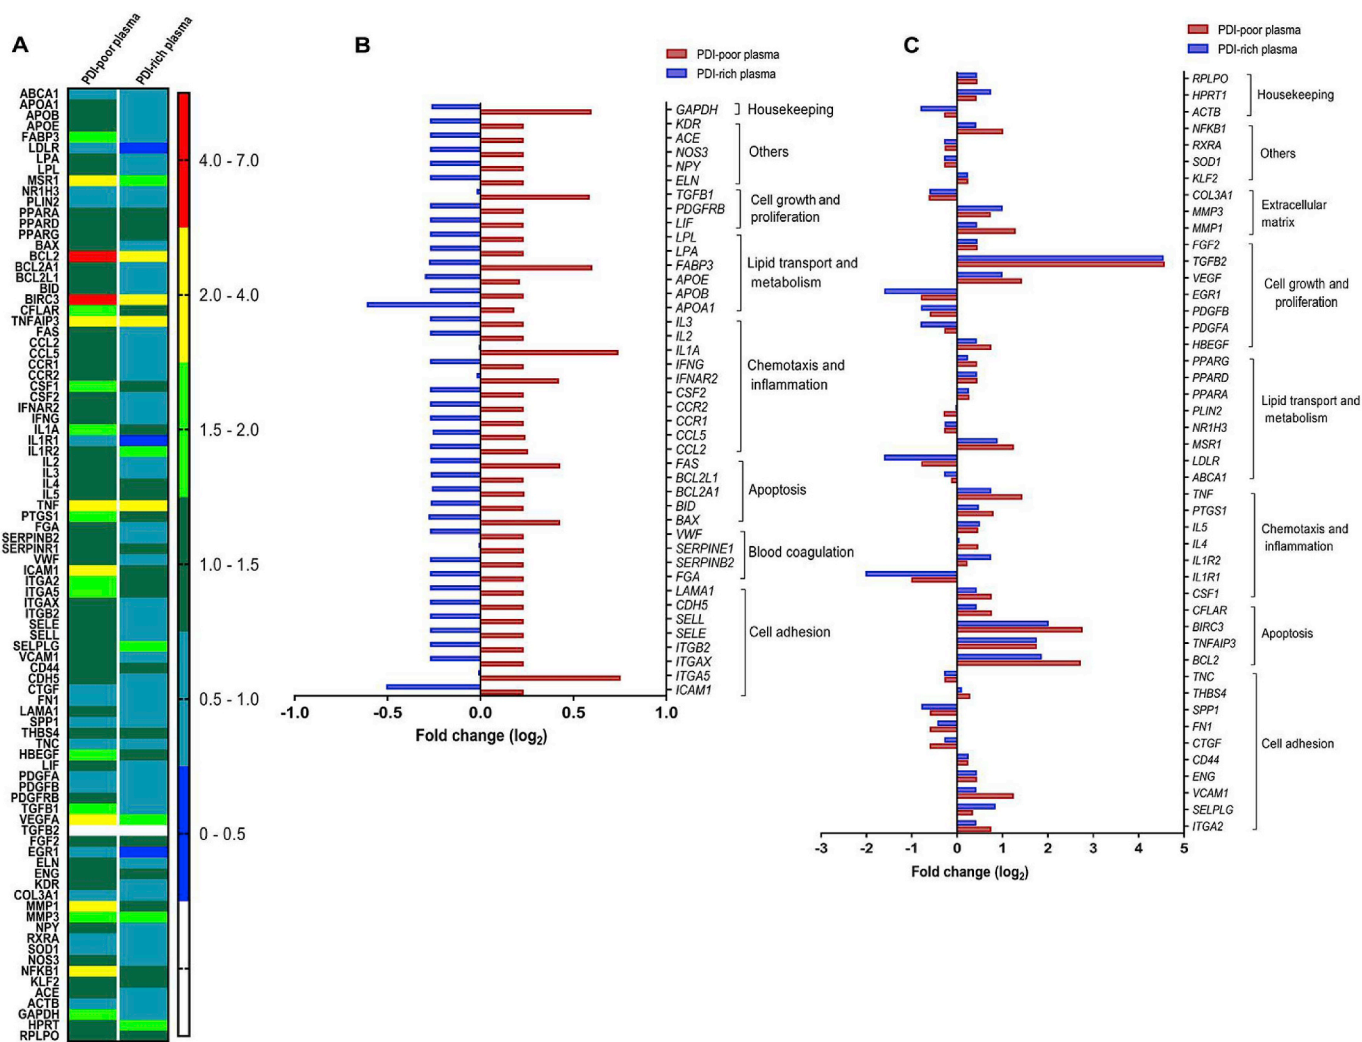 A
PDI-poor plasma
PDI-rich plasma
ABCA1
APOA1
APOB
APOE
FABP3
LDLR
LPA
LPL
MSR1
NR1H3
PLIN2
PPARA
PPARD
PPARG
BAX
BCL2
BCL2A1
BCL2L1
BID
BIRC3
CFLAR
TNFAIP3
FAS
CCL2
CCL5
CCR1
CCR2
CSF1
CSF2
IFNAR2
IFNG
IL1A
IL1R1
IL1R2
IL2
IL3
IL4
IL5
TNF
PTGS1
FGA
SERPINB2
SERPINR1
VWF
ICAM1
ITGA2
ITGA5
ITGAX
ITGB2
SELE
SELL
SELPLG
VCAM1
CD44
CDH5
CTGF
FN1
LAMA1
SPP1
THBS4
TNC
HBEGF
LIF
PDGFA
PDGFB
PDGFRB
TGFB1
VEGFA
TGFB2
FGF2
EGR1
ELN
ENG
KDR
COL3A1
MMP1
MMP3
NPY
RXRA
SOD1
NOS3
NFKB1
KLF2
ACE
ACTB
GAPDH
HPRT
RPLPO
4.0 - 7.0
2.0 - 4.0
1.5 - 2.0
1.0 - 1.5
0.5 - 1.0
0 - 0.5
B
PDI-poor plasma
PDI-rich plasma
GAPDH
KDR
ACE
NOS3
NPY
ELN
TGFB1
PDGFRB
LIF
LPL
LPA
FABP3
APOE
APOB
APOA1
IL3
IL2
IL1A
IFNG
IFNAR2
CSF2
CCR2
CCR1
CCL5
CCL2
FAS
BCL2L1
BCL2A1
BID
BAX
VWF
SERPINE1
SERPINB2
FGA
LAMA1
CDH5
SELL
SELE
ITGB2
ITGAX
ITGA5
ICAM1
Housekeeping
Others
Cell growth and
proliferation
Lipid transport and
metabolism
Chemotaxis and
inflammation
Apoptosis
Blood coagulation
Cell adhesion
-1.0 -0.5 0.0 0.5 1.0
Fold change (log2)
C
PDI-poor plasma
PDI-rich plasma
RPLPO
HPRT1
ACTB
NFKB1
RXRA
SOD1
KLF2
COL3A1
MMP3
MMP1
FGF2
TGFB2
VEGF
EGR1
PDGFB
PDGFA
HBEGF
PPARG
PPARD
PPARA
PLIN2
NR1H3
MSR1
LDLR
ABCA1
TNF
PTGS1
IL5
IL4
IL1R2
IL1R1
CSF1
CFLAR
BIRC3
TNFAIP3
BCL2
TNC
THBS4
SPP1
FN1
CTGF
CD44
ENG
VCAM1
SELPLG
ITGA2
Housekeeping
Others
Extracellular
matrix
Cell growth and
proliferation
Lipid transport and
metabolism
Chemotaxis and
inflammation
Apoptosis
Cell adhesion
-3 -2 -1 0 1 2 3 4 5
Fold change (log2)